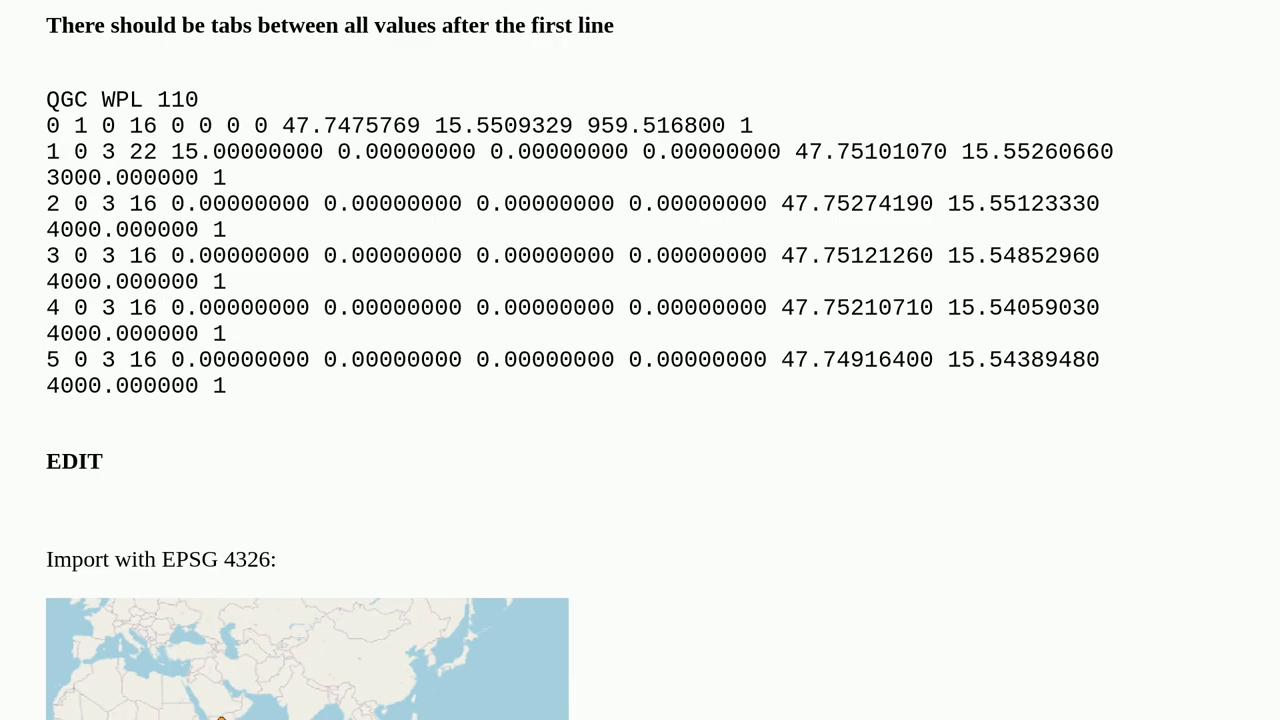 There should be tabs between all values after the first line
QGC WPL 110
0 1 0 16 0 0 0 0 47.7475769 15.5509329 959.516800 1
1 0 3 22 15.00000000 0.00000000 0.00000000 0.00000000 47.75101070 15.55260660
3000.000000 1
2 0 3 16 0.00000000 0.00000000 0.00000000 0.00000000 47.75274190 15.55123330
4000.000000 1
3 0 3 16 0.00000000 0.00000000 0.00000000 0.00000000 47.75121260 15.54852960
4000.000000 1
4 0 3 16 0.00000000 0.00000000 0.00000000 0.00000000 47.75210710 15.54059030
4000.000000 1
5 0 3 16 0.00000000 0.00000000 0.00000000 0.00000000 47.74916400 15.54389480
4000.000000 1
EDIT
Import with EPSG 4326: